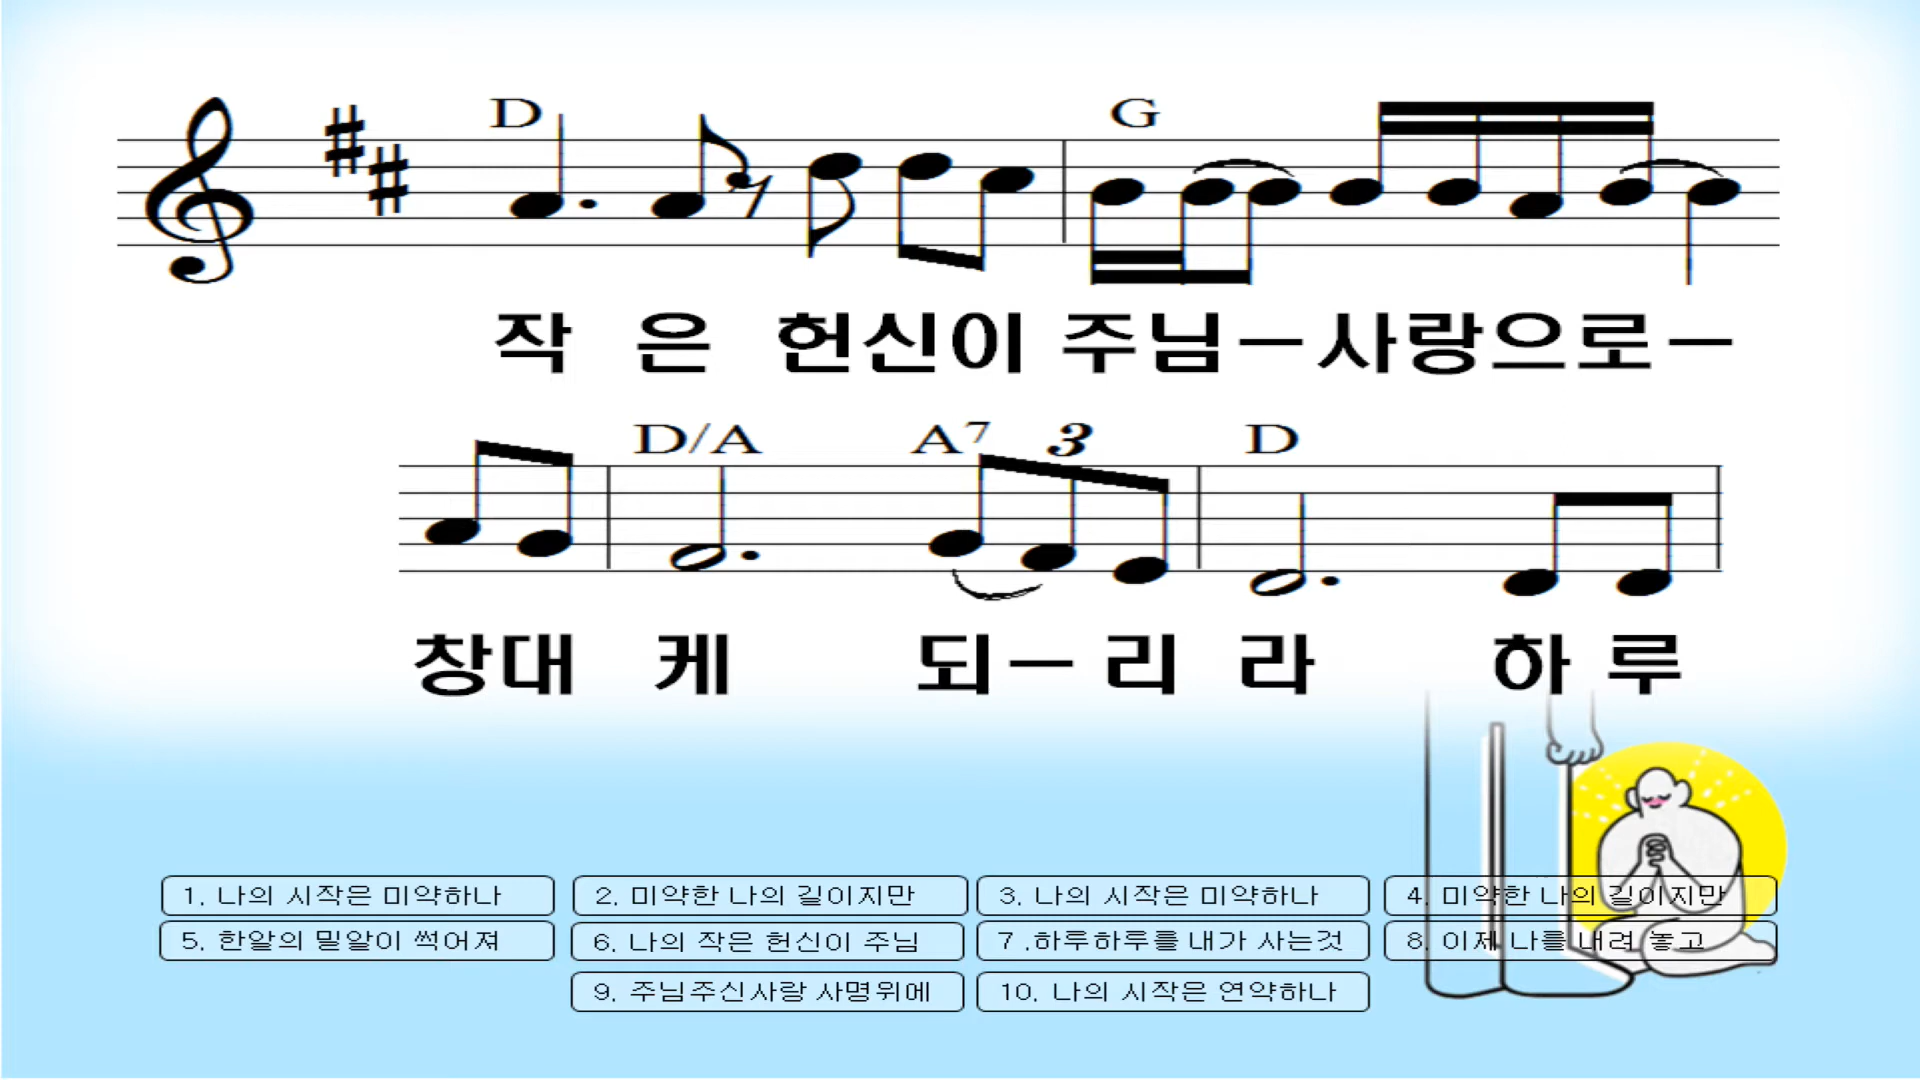 D G
작 은 헌신이 주님-사랑으로-
D/A A7 3 D
창대 케 되-리 라 하 루
1. 나의 시작은 미약하나 2. 미약한 나의 길이지만 3. 나의 시작은 미약하나 4. 미약한 나의 길이지만
5. 한알의 밀알이 썩어져 6. 나의 작은 헌신이 주님 7 .하루하루를 내가 사는것 8. 이제 나를 내려 놓고
9. 주님주신사랑 사명위에 10. 나의 시작은 연약하나